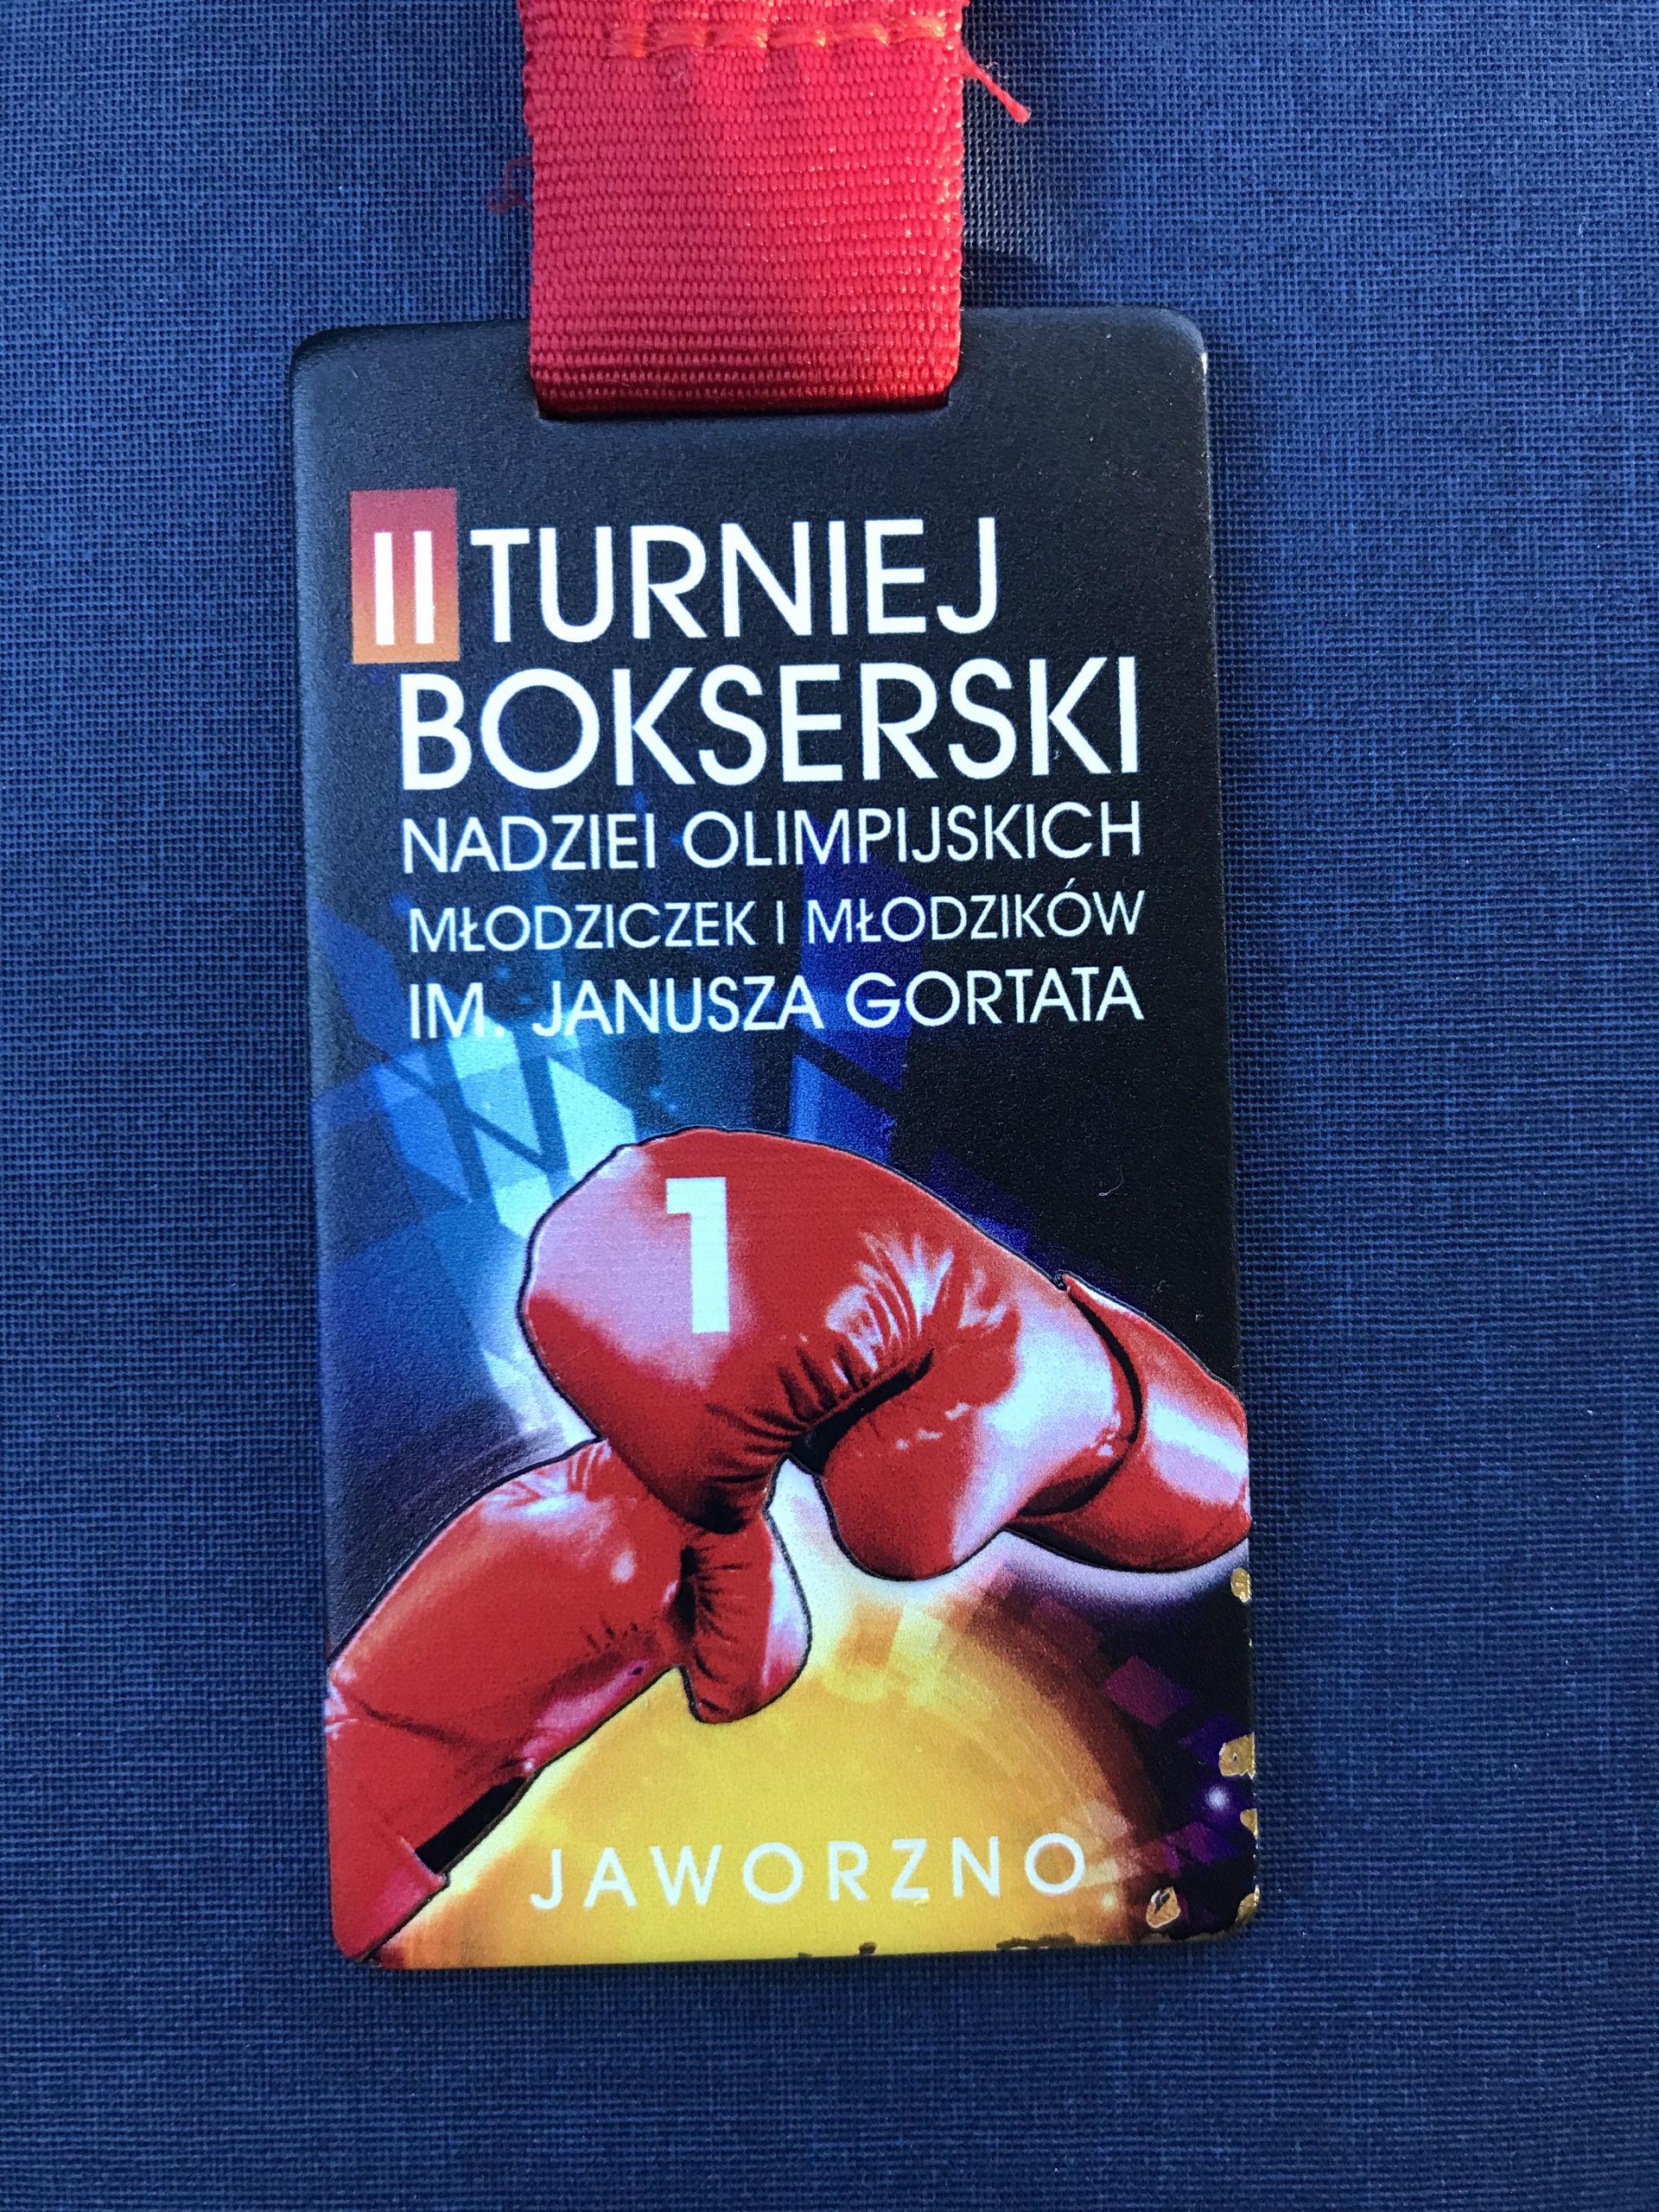 II TURNIEJ
BOKSERSKI
NADZIEI OLIMPIJSKICH
MŁODZICZEK I MŁODZIKÓW
IM. JANUSZA GORTATA
1
JAWORZNO